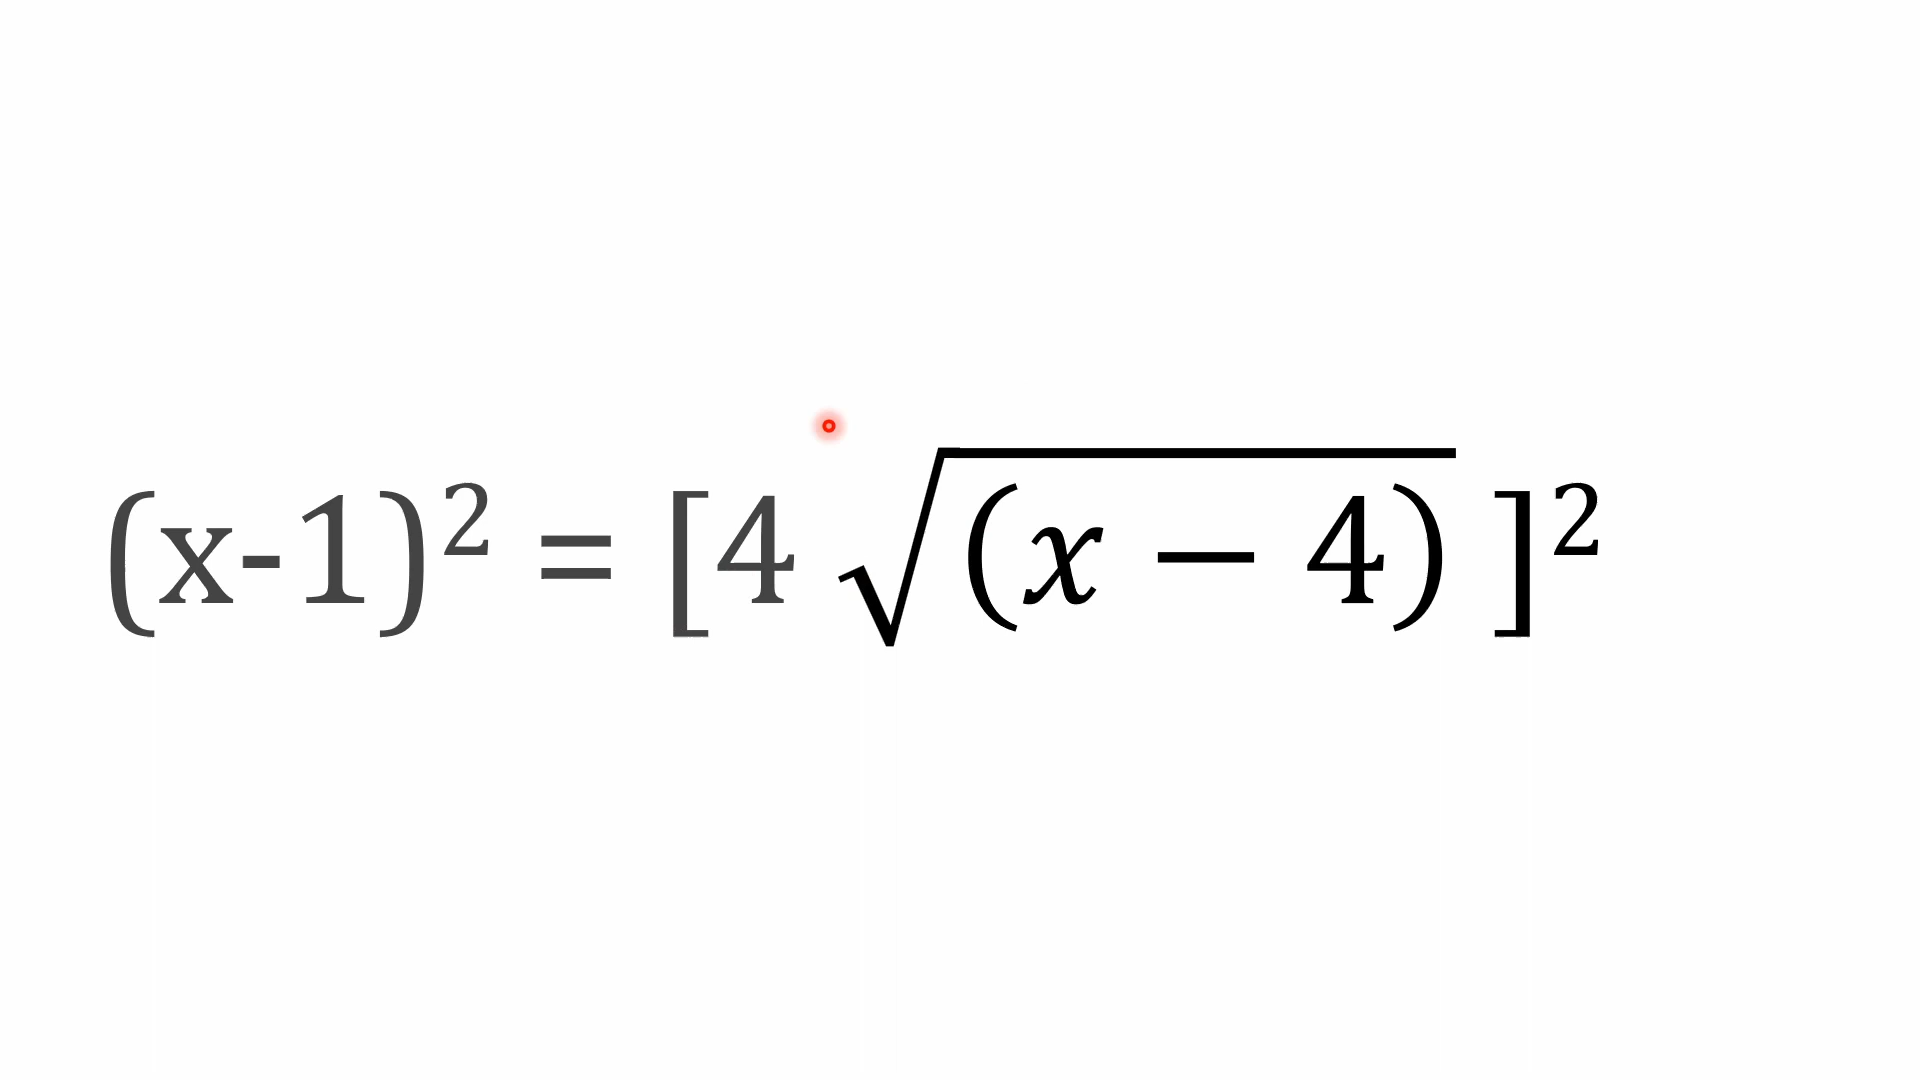 (x-1)² = [4 √(x − 4) ]²